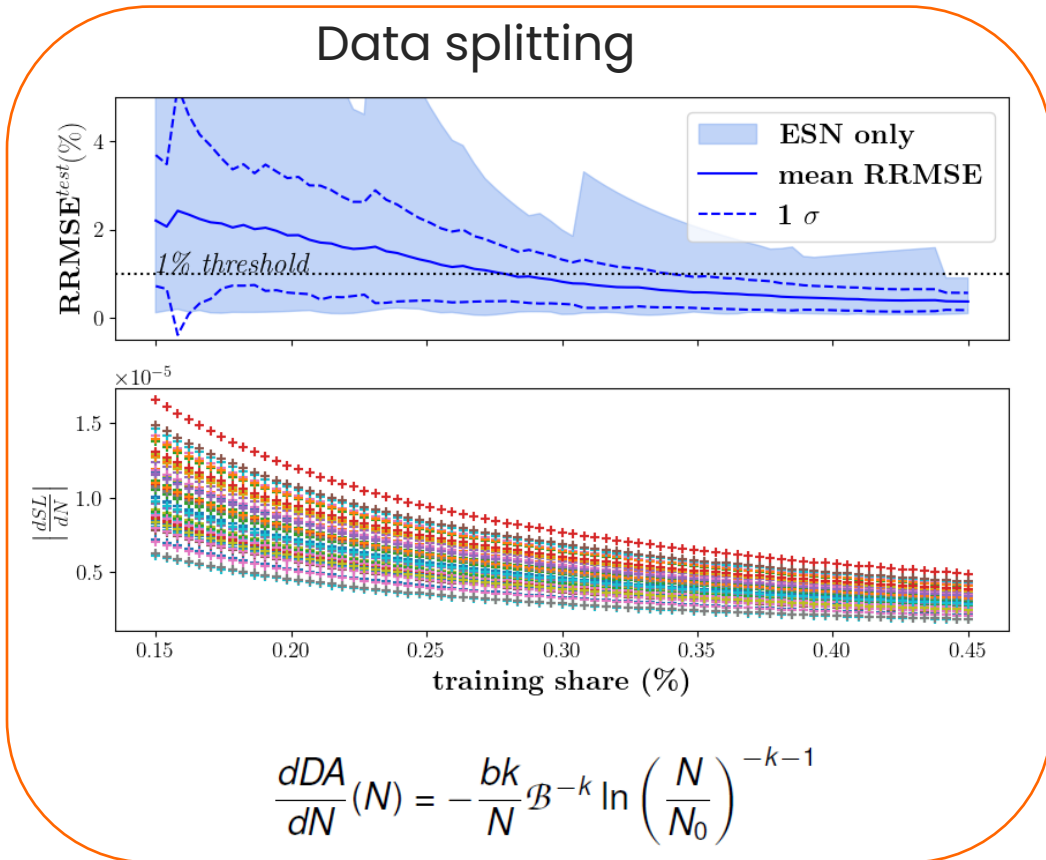 Data splitting
RRMSE^{test}(%)
4
2
0
ESN only
mean RRMSE
1 σ
1% threshold
×10^{-5}
|dSL/dN|
1.5
1.0
0.5
0.15 0.20 0.25 0.30 0.35 0.40 0.45
training share (%)
dDA/dN (N) = − bk/N ℬ^{−k} ln (N/N_0)^{−k−1}